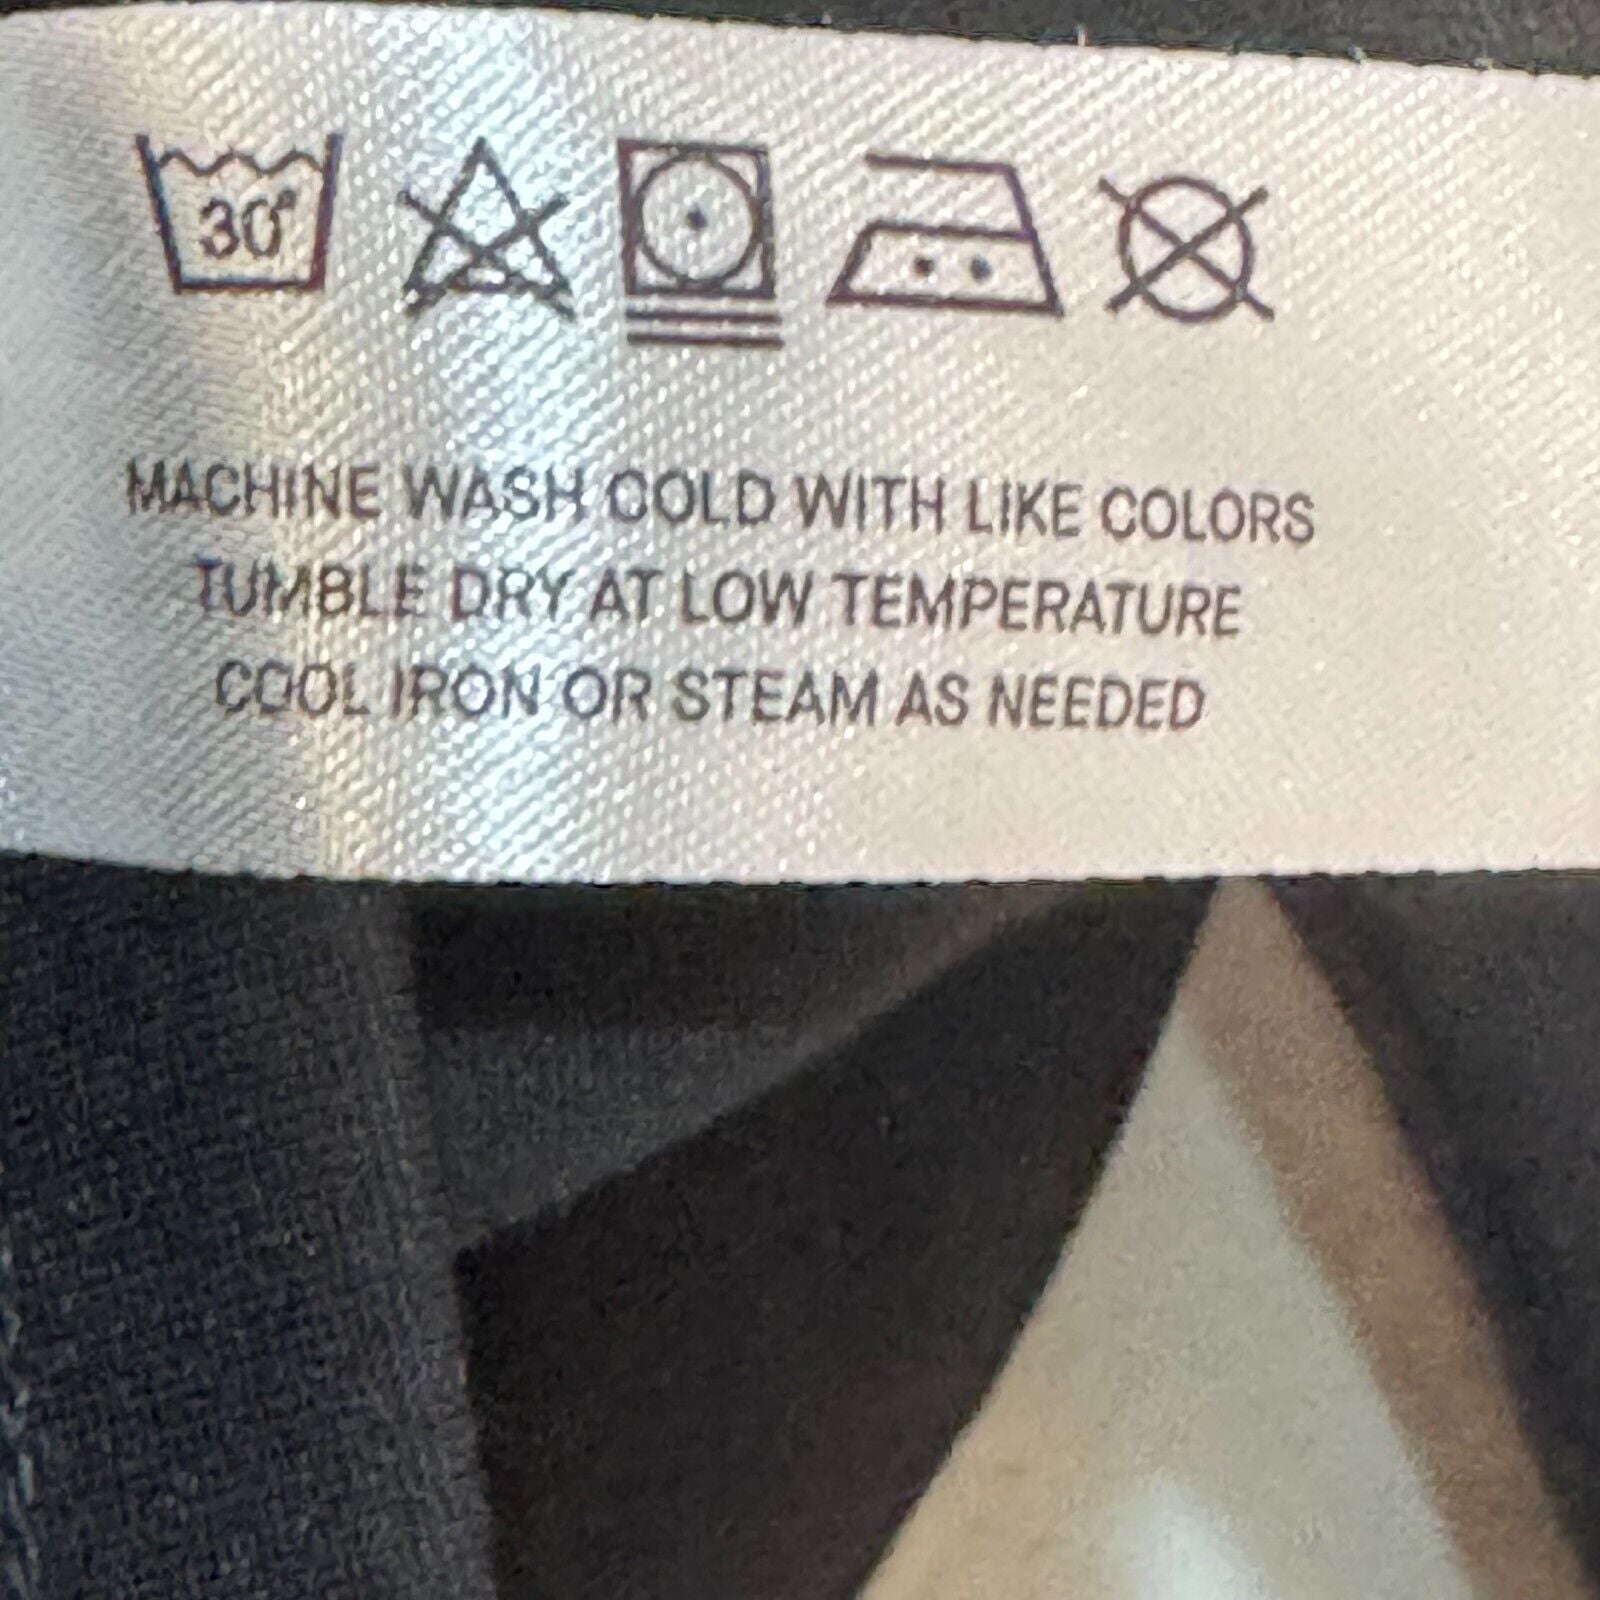 30°
MACHINE WASH COLD WITH LIKE COLORS
TUMBLE DRY AT LOW TEMPERATURE
COOL IRON OR STEAM AS NEEDED